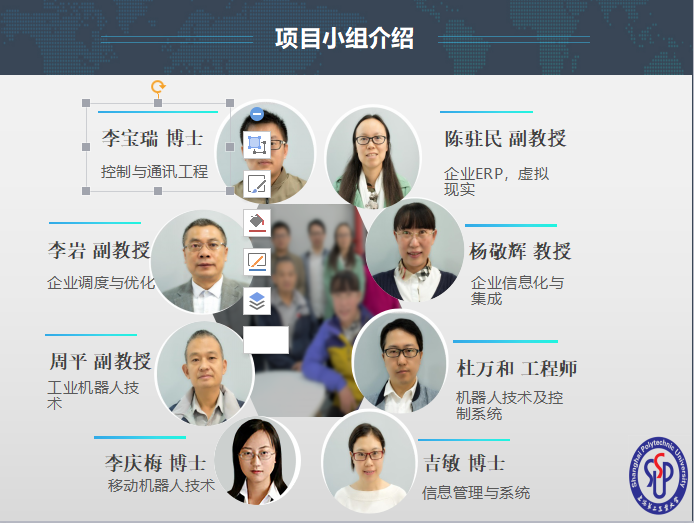 项目小组介绍
李宝瑞 博士
控制与通讯工程
陈驻民 副教授
企业ERP，虚拟
现实
李岩 副教授
企业调度与优化
杨敬辉 教授
企业信息化与
集成
周平 副教授
工业机器人技
术
杜万和 工程师
机器人技术及控
制系统
李庆梅 博士
移动机器人技术
吉敏 博士
信息管理与系统
Shanghai Polytechnic University
上海第二工业大学